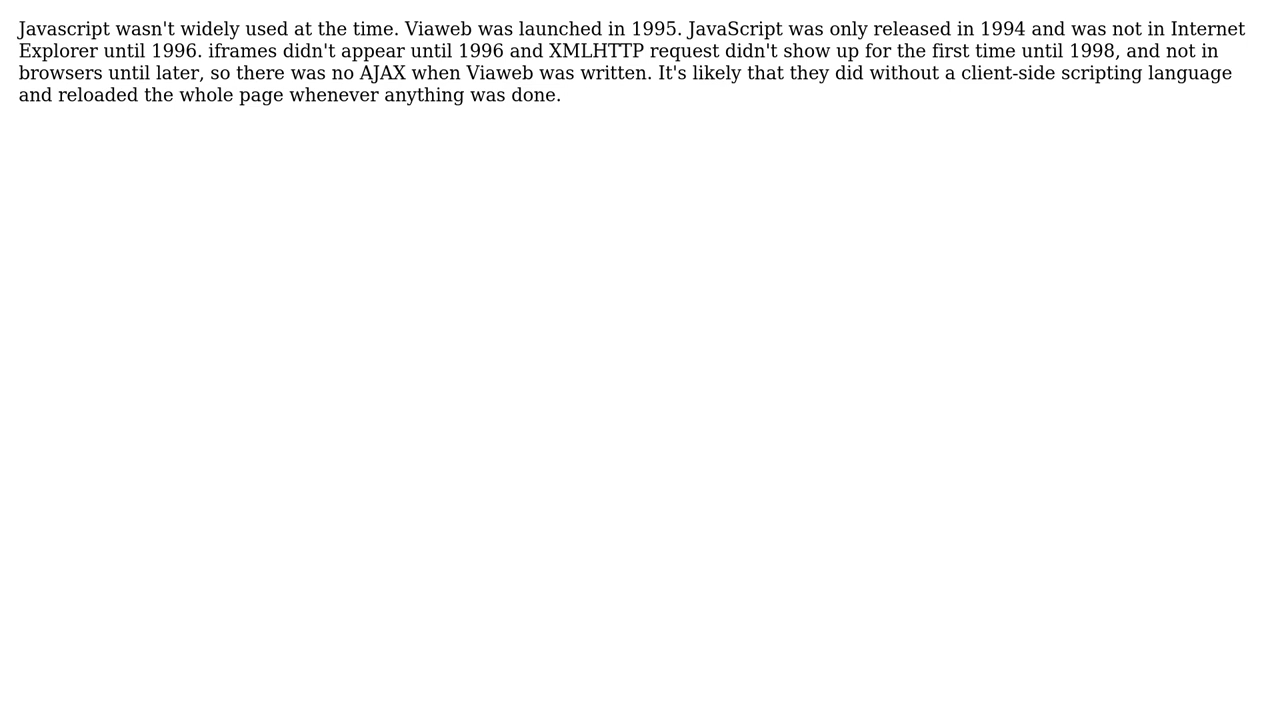 Javascript wasn't widely used at the time. Viaweb was launched in 1995. JavaScript was only released in 1994 and was not in Internet
Explorer until 1996. iframes didn't appear until 1996 and XMLHTTP request didn't show up for the first time until 1998, and not in
browsers until later, so there was no AJAX when Viaweb was written. It's likely that they did without a client-side scripting language
and reloaded the whole page whenever anything was done.